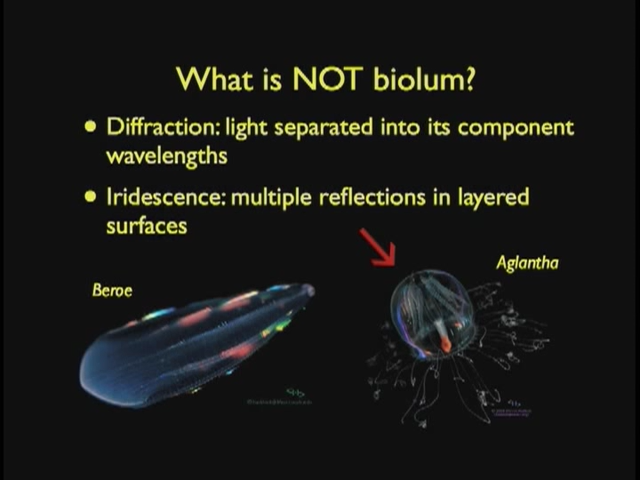 What is NOT biolum?
• Diffraction: light separated into its component
wavelengths
• Iridescence: multiple reflections in layered
surfaces
Aglantha
Beroe